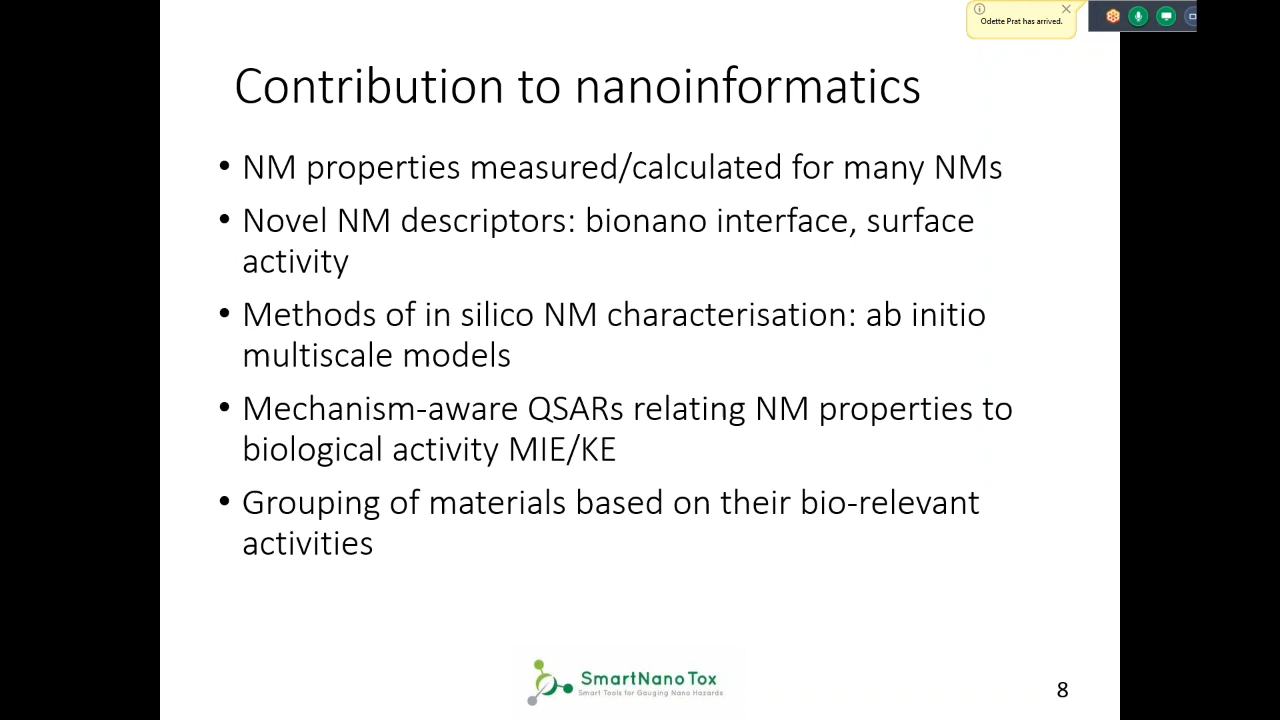 Odette Prat has arrived.
Contribution to nanoinformatics
• NM properties measured/calculated for many NMs
• Novel NM descriptors: bionano interface, surface
activity
• Methods of in silico NM characterisation: ab initio
multiscale models
• Mechanism-aware QSARs relating NM properties to
biological activity MIE/KE
• Grouping of materials based on their bio-relevant
activities
SmartNanoTox
Smart Tools for Gauging Nano Hazards
8